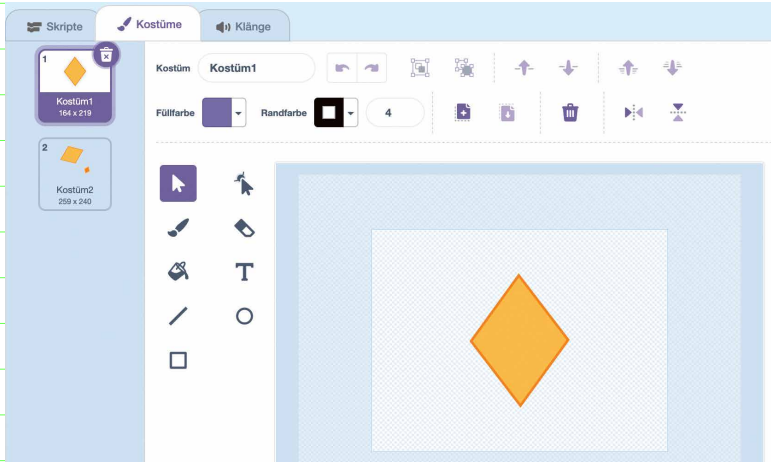 Skripte Kostüme Klänge
1
Kostüm1
164 x 219
2
Kostüm2
259 x 240
Kostüm Kostüm1
Füllfarbe Randfarbe 4
T